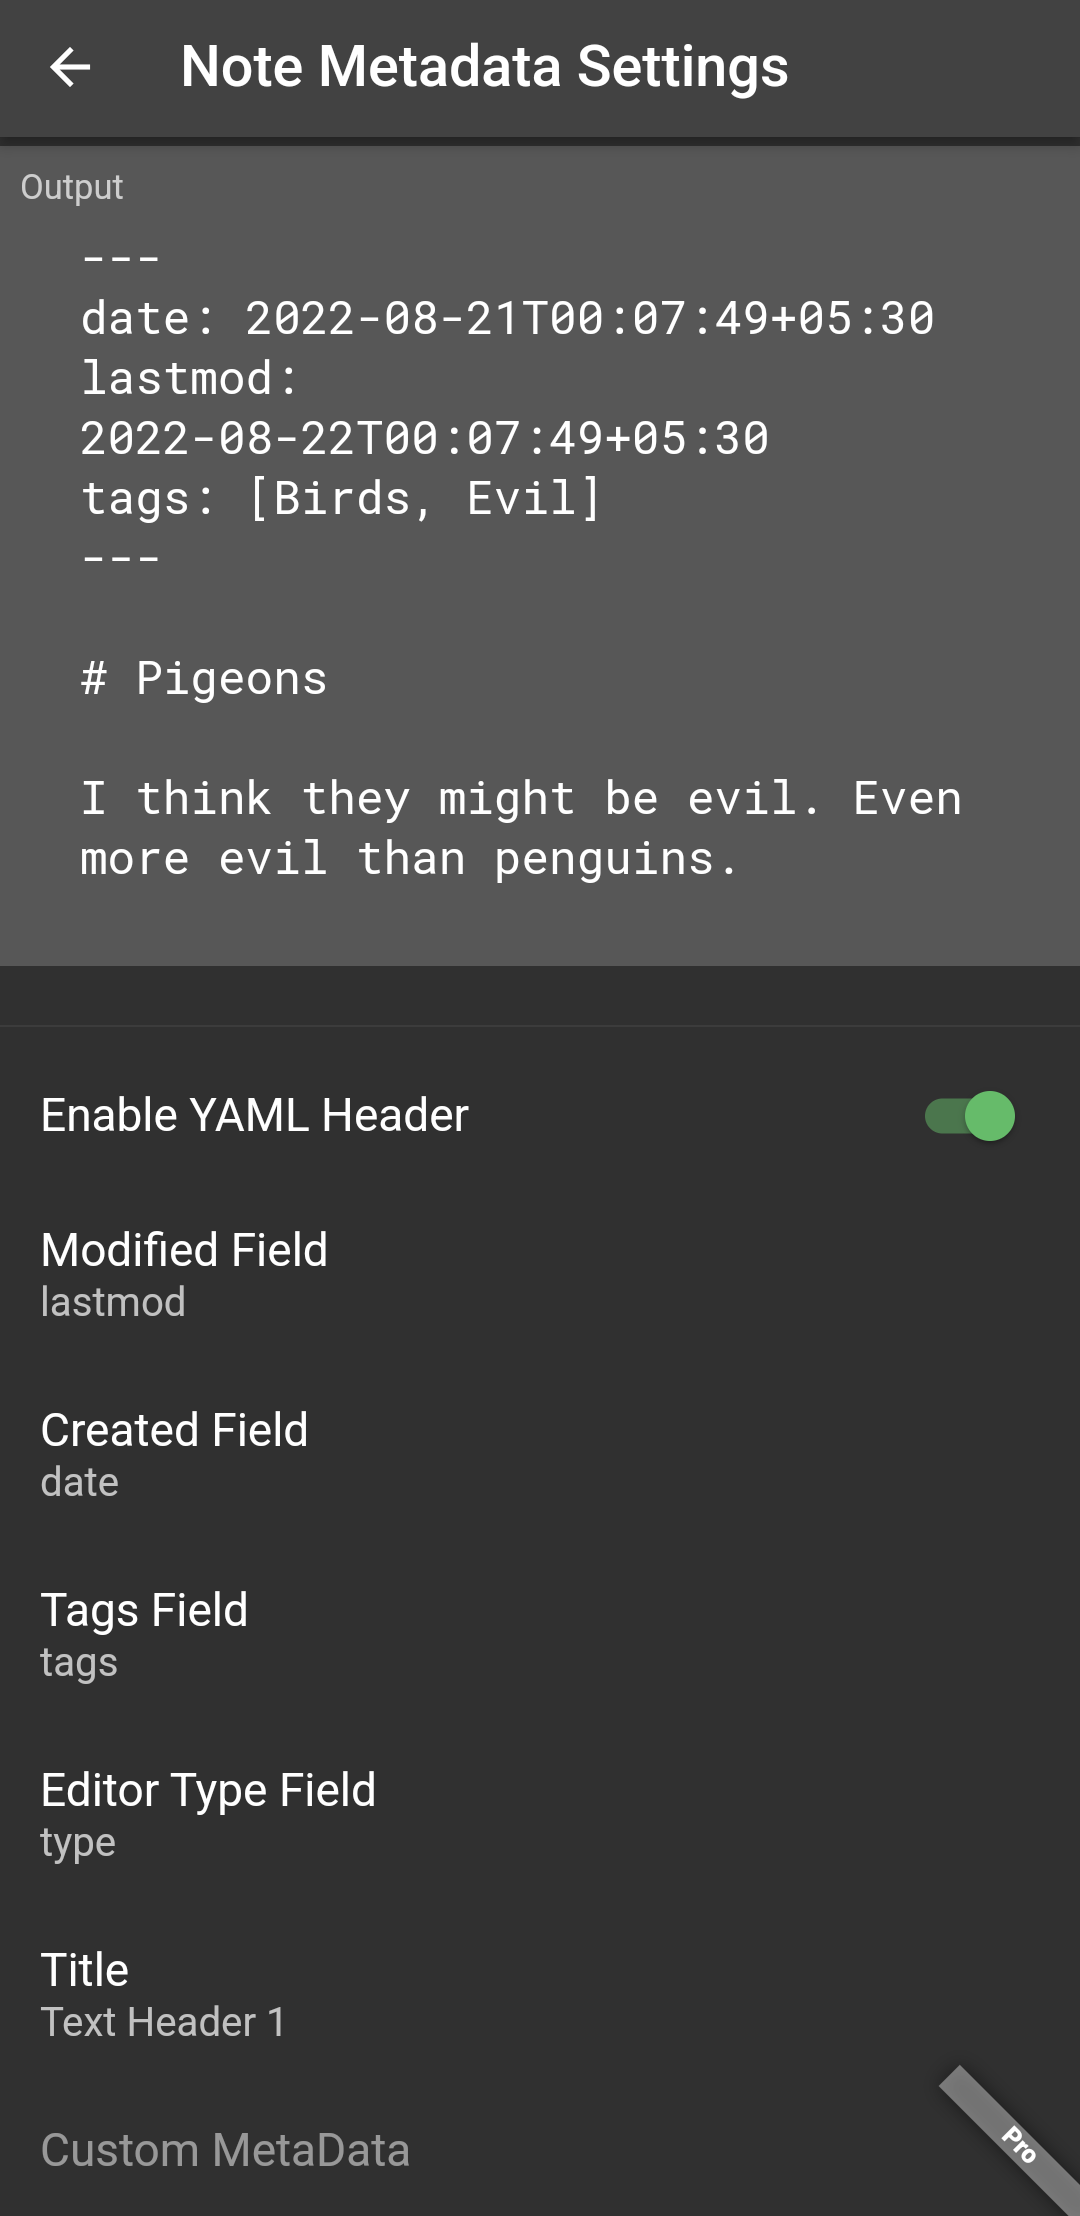 Note Metadata Settings
Output
---
date: 2022-08-21T00:07:49+05:30
lastmod:
2022-08-22T00:07:49+05:30
tags: [Birds, Evil]
---
# Pigeons
I think they might be evil. Even
more evil than penguins.
Enable YAML Header
Modified Field
lastmod
Created Field
date
Tags Field
tags
Editor Type Field
type
Title
Text Header 1
Custom MetaData
Pro